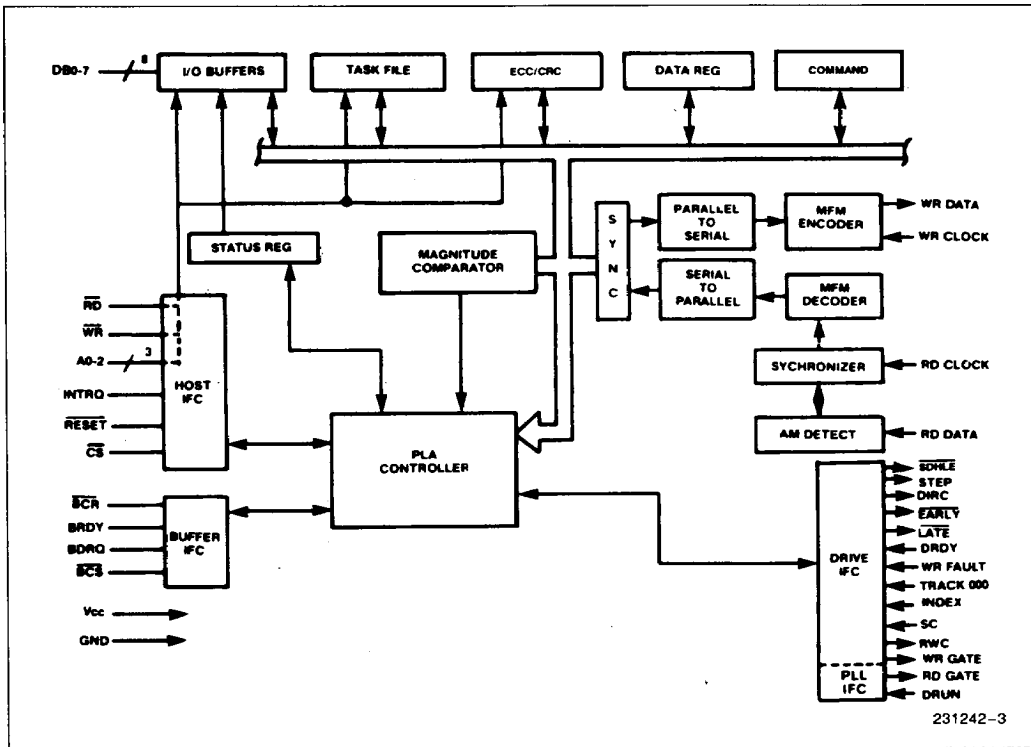 DB0-7
8
I/O BUFFERS
TASK FILE
ECC/CRC
DATA REG
COMMAND
STATUS REG
MAGNITUDE
COMPARATOR
S
Y
N
C
PARALLEL
TO
SERIAL
MFM
ENCODER
WR DATA
WR CLOCK
SERIAL
TO
PARALLEL
MFM
DECODER
SYCHRONIZER
RD CLOCK
AM DETECT
RD DATA
RD
WR
A0-2
3
INTRQ
RESET
CS
HOST
IFC
PLA
CONTROLLER
BCR
BRDY
BDRQ
BCS
BUFFER
IFC
Vcc
GND
DRIVE
IFC
PLL
IFC
SDHLE
STEP
DIRC
EARLY
LATE
DRDY
WR FAULT
TRACK 000
INDEX
SC
RWC
WR GATE
RD GATE
DRUN
231242-3